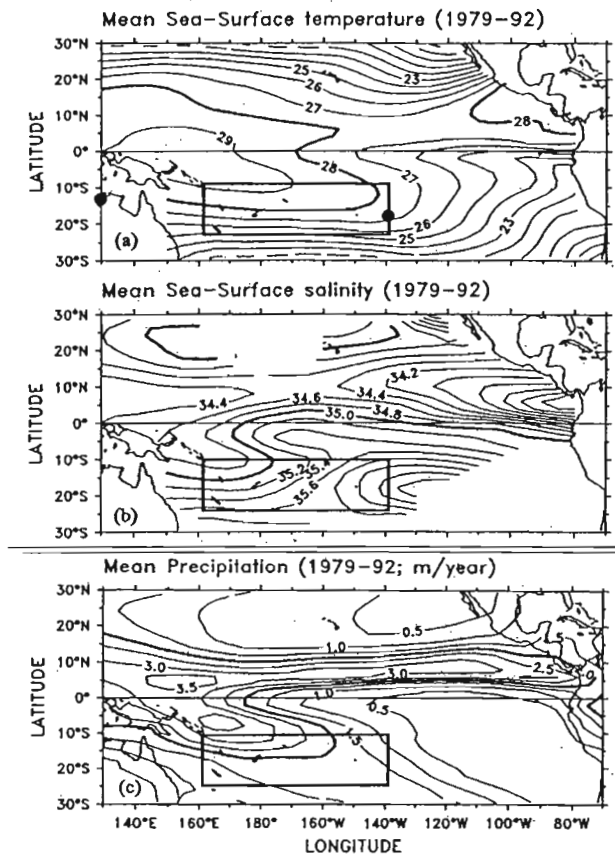 Mean Sea-Surface temperature (1979-92)
30°N
20°N
10°N
0°
10°S
20°S
30°S
LATITUDE
25
26
27
23
28
29
28
27
26
25
23
(a)
Mean Sea-Surface salinity (1979-92)
30°N
20°N
10°N
0°
10°S
20°S
30°S
LATITUDE
34.2
34.4
34.6
34.4
35.0
34.8
35.2
35.4
35.6
(b)
Mean Precipitation (1979-92; m/year)
30°N
20°N
10°N
0°
10°S
20°S
30°S
LATITUDE
0.5
1.0
3.0
3.5
3.0
2.5
1.0
0.5
1.5
(c)
140°E 160°E 180° 160°W 140°W 120°W 100°W 80°W
LONGITUDE